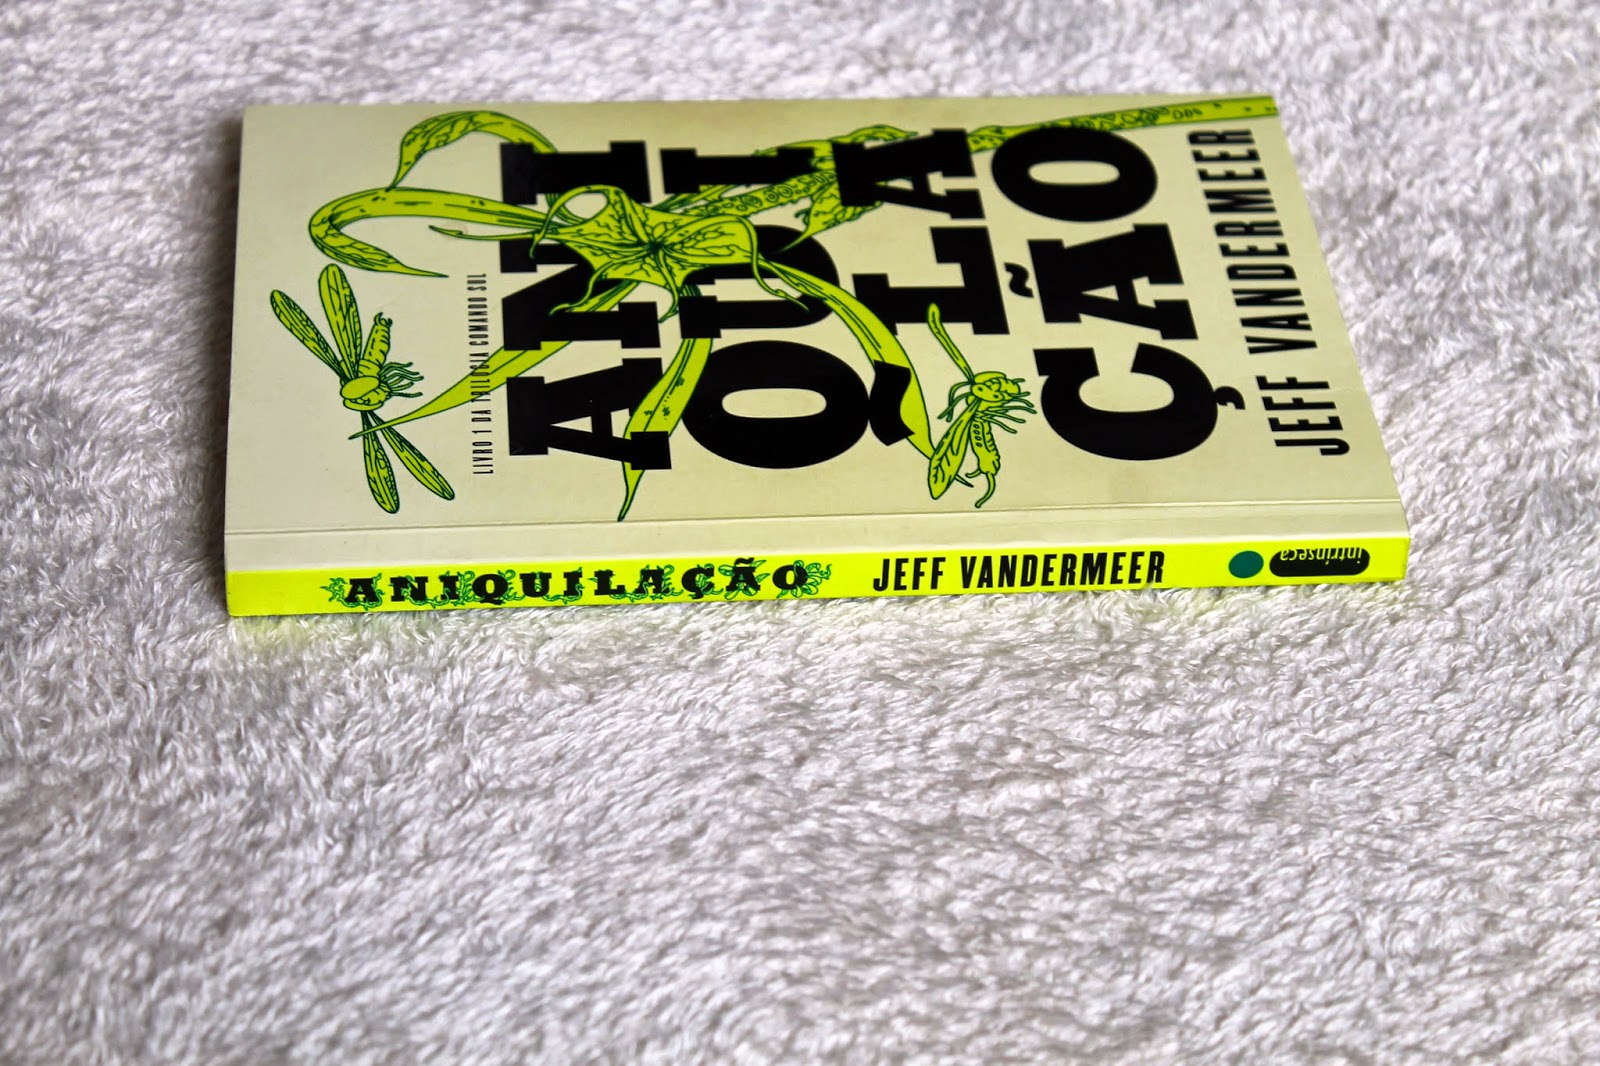 LIVRO 1 DA TRILOGIA COMANDO SUL
ANI
QUI
LA
ÇÃO
JEFF VANDERMEER
ANIQUILAÇÃO JEFF VANDERMEER intrínseca